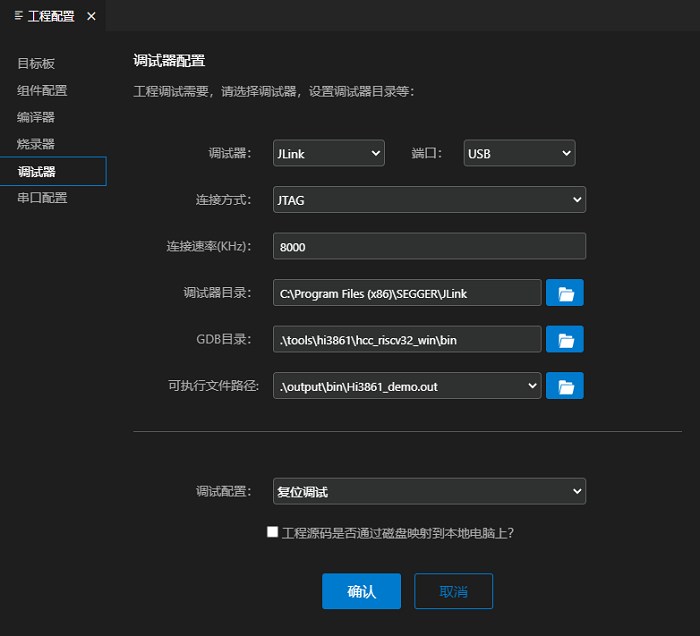 工程配置
目标板
组件配置
编译器
烧录器
调试器
串口配置
调试器配置
工程调试需要，请选择调试器，设置调试器目录等：
调试器： JLink 端口： USB
连接方式： JTAG
连接速率(KHz)： 8000
调试器目录： C:\Program Files (x86)\SEGGER\JLink
GDB目录： .\tools\hi3861\hcc_riscv32_win\bin
可执行文件路径: .\output\bin\Hi3861_demo.out
调试配置： 复位调试
工程源码是否通过磁盘映射到本地电脑上？
确认 取消